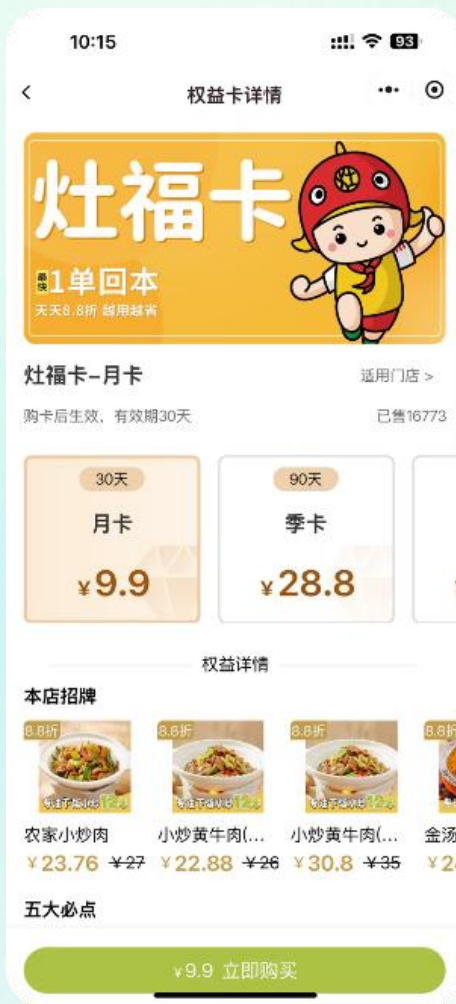 10:15
93
权益卡详情
灶福卡
最快1单回本
天天8.8折 越用越省
灶福卡-月卡
适用门店 >
购卡后生效，有效期30天
已售16773
30天
90天
月卡
季卡
¥9.9
¥28.8
权益详情
本店招牌
8.8折 8.8折 8.8折 8.8折
农家小炒肉 小炒黄牛肉(... 小炒黄牛肉(... 金汤
¥23.76 ¥27 ¥22.88 ¥26 ¥30.8 ¥35 ¥2
五大必点
¥9.9 立即购买